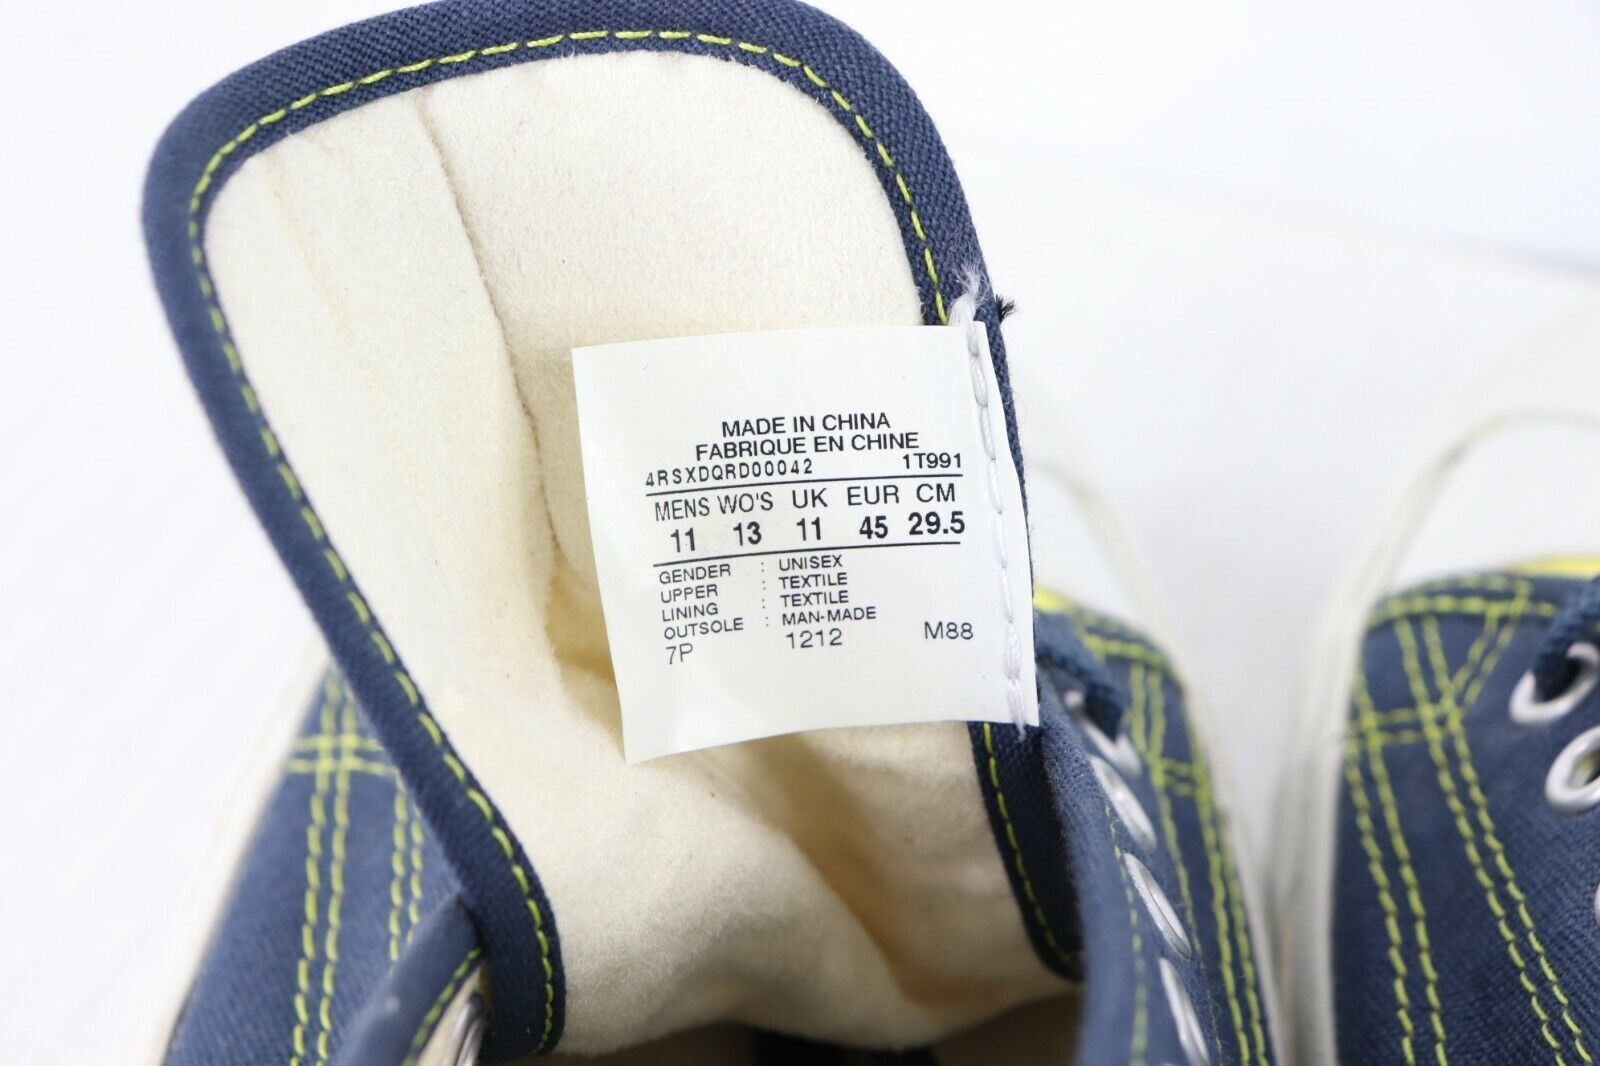 MADE IN CHINA
FABRIQUE EN CHINE
4RSXDQRD00042 1T991
MENS WO'S UK EUR CM
11 13 11 45 29.5
GENDER : UNISEX
UPPER : TEXTILE
LINING : TEXTILE
OUTSOLE : MAN-MADE
7P 1212 M88